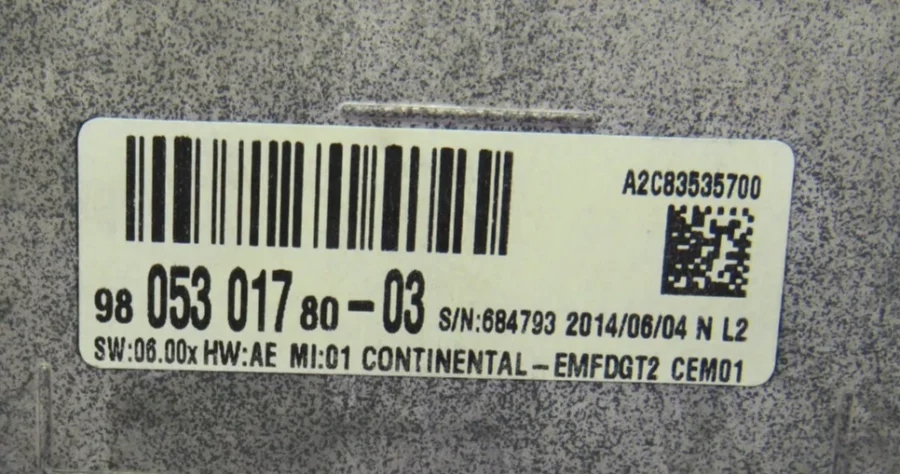 A2C83535700
98 053 017 80-03 S/N:684793 2014/06/04 N L2
SW:06.00x HW:AE MI:01 CONTINENTAL-EMFDGT2 CEM01